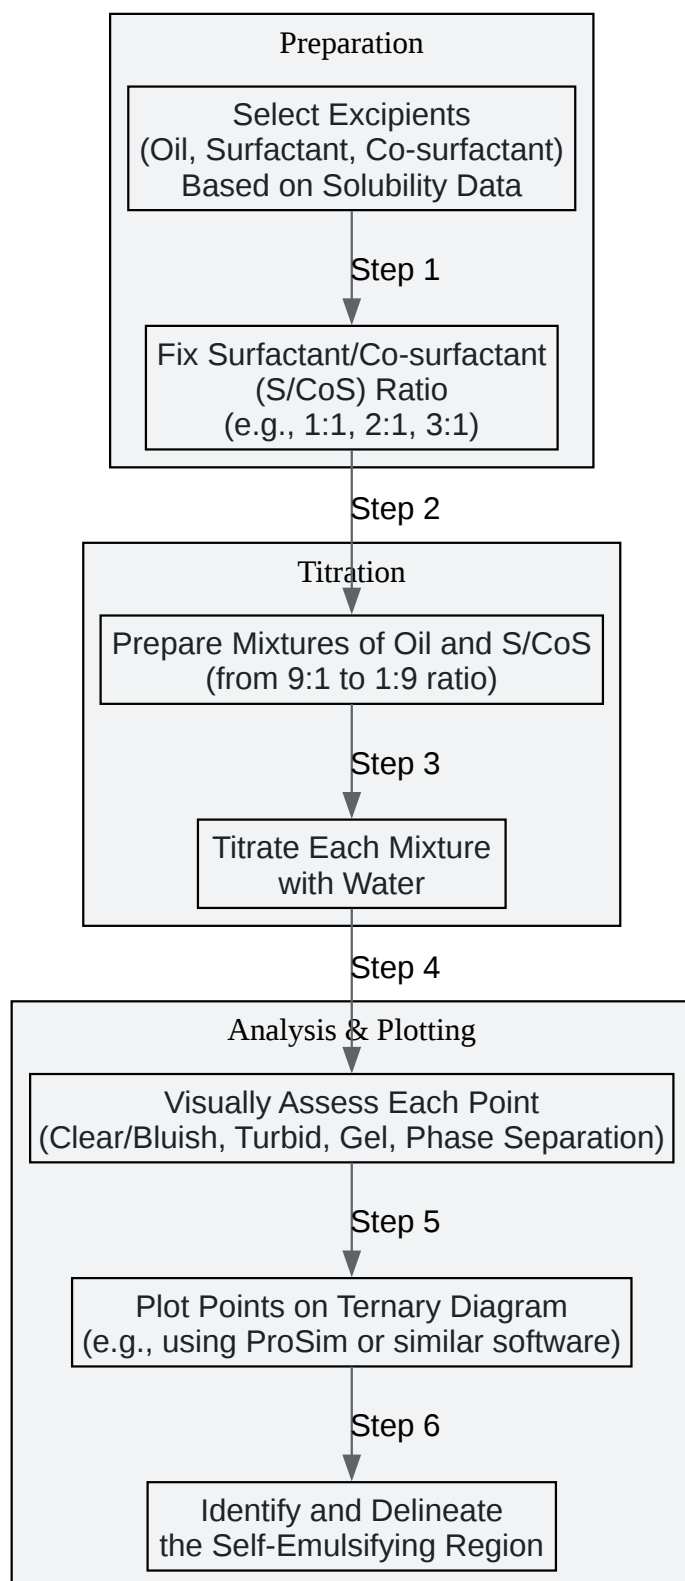 Preparation
Select Excipients
(Oil, Surfactant, Co-surfactant)
Based on Solubility Data
Step 1
Fix Surfactant/Co-surfactant
(S/CoS) Ratio
(e.g., 1:1, 2:1, 3:1)
Step 2
Titration
Prepare Mixtures of Oil and S/CoS
(from 9:1 to 1:9 ratio)
Step 3
Titrate Each Mixture
with Water
Step 4
Analysis & Plotting
Visually Assess Each Point
(Clear/Bluish, Turbid, Gel, Phase Separation)
Step 5
Plot Points on Ternary Diagram
(e.g., using ProSim or similar software)
Step 6
Identify and Delineate
the Self-Emulsifying Region